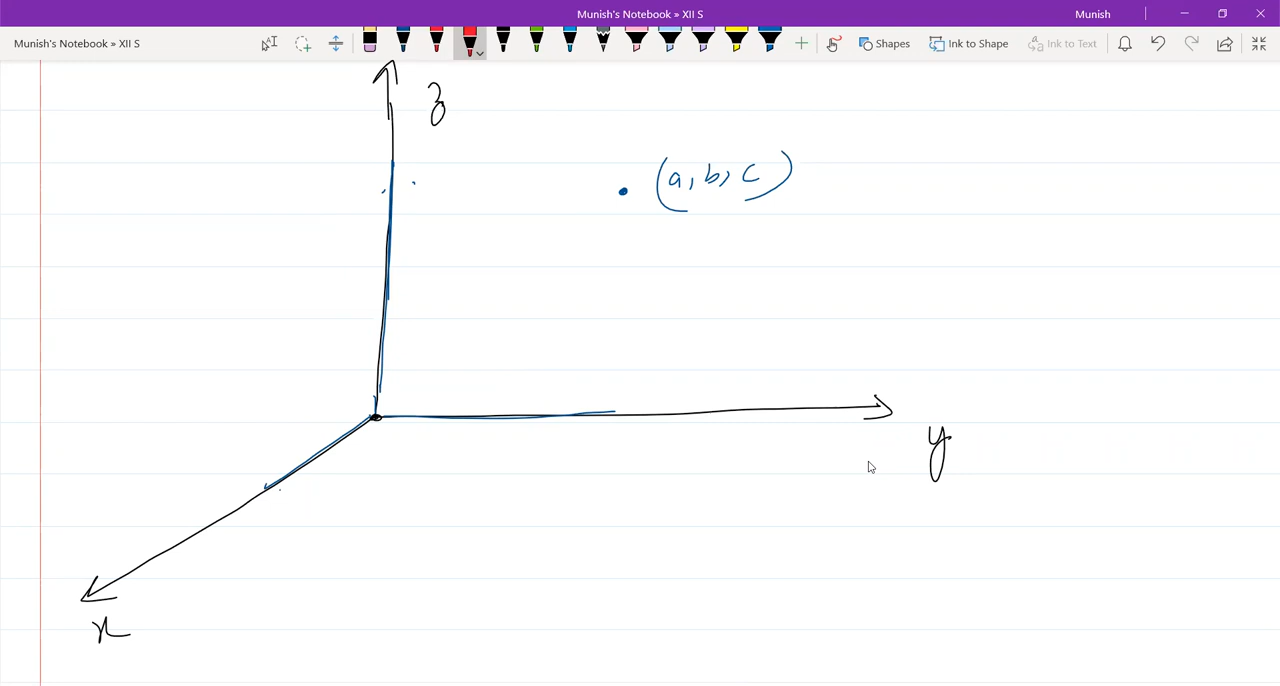 Munish's Notebook » XII S
Munish
Munish's Notebook » XII S
Shapes
Ink to Shape
Ink to Text
z
(a, b, c)
y
x